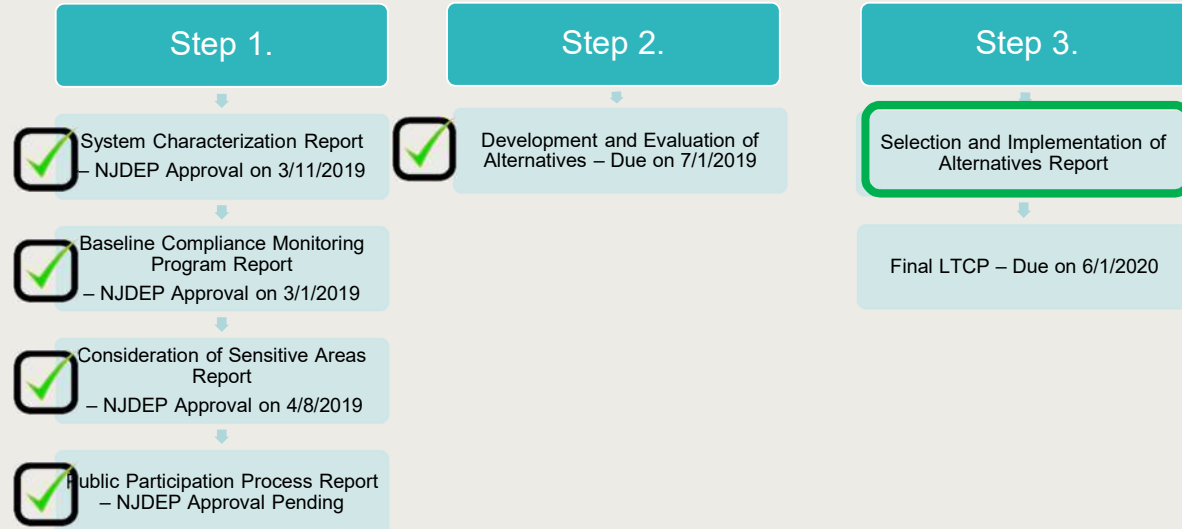 Step 1.
System Characterization Report
– NJDEP Approval on 3/11/2019
Baseline Compliance Monitoring
Program Report
– NJDEP Approval on 3/1/2019
Consideration of Sensitive Areas
Report
– NJDEP Approval on 4/8/2019
Public Participation Process Report
– NJDEP Approval Pending
Step 2.
Development and Evaluation of
Alternatives – Due on 7/1/2019
Step 3.
Selection and Implementation of
Alternatives Report
Final LTCP – Due on 6/1/2020